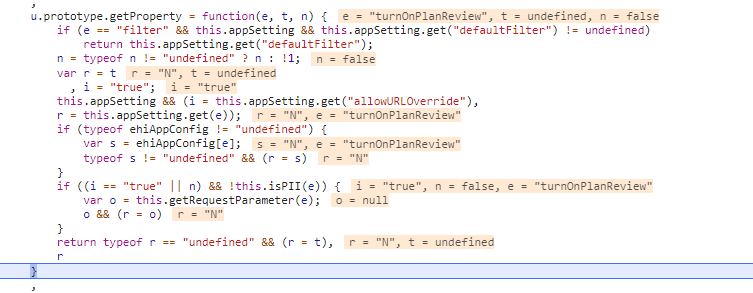 ,
u.prototype.getProperty = function(e, t, n) { e = "turnOnPlanReview", t = undefined, n = false
if (e == "filter" && this.appSetting && this.appSetting.get("defaultFilter") != undefined)
return this.appSetting.get("defaultFilter");
n = typeof n != "undefined" ? n : !1; n = false
var r = t r = "N", t = undefined
, i = "true"; i = "true"
this.appSetting && (i = this.appSetting.get("allowURLOverride"),
r = this.appSetting.get(e)); r = "N", e = "turnOnPlanReview"
if (typeof ehiAppConfig != "undefined") {
var s = ehiAppConfig[e]; s = "N", e = "turnOnPlanReview"
typeof s != "undefined" && (r = s) r = "N"
}
if ((i == "true" || n) && !this.isPII(e)) { i = "true", n = false, e = "turnOnPlanReview"
var o = this.getRequestParameter(e); o = null
o && (r = o) r = "N"
}
return typeof r == "undefined" && (r = t), r = "N", t = undefined
r
}
,